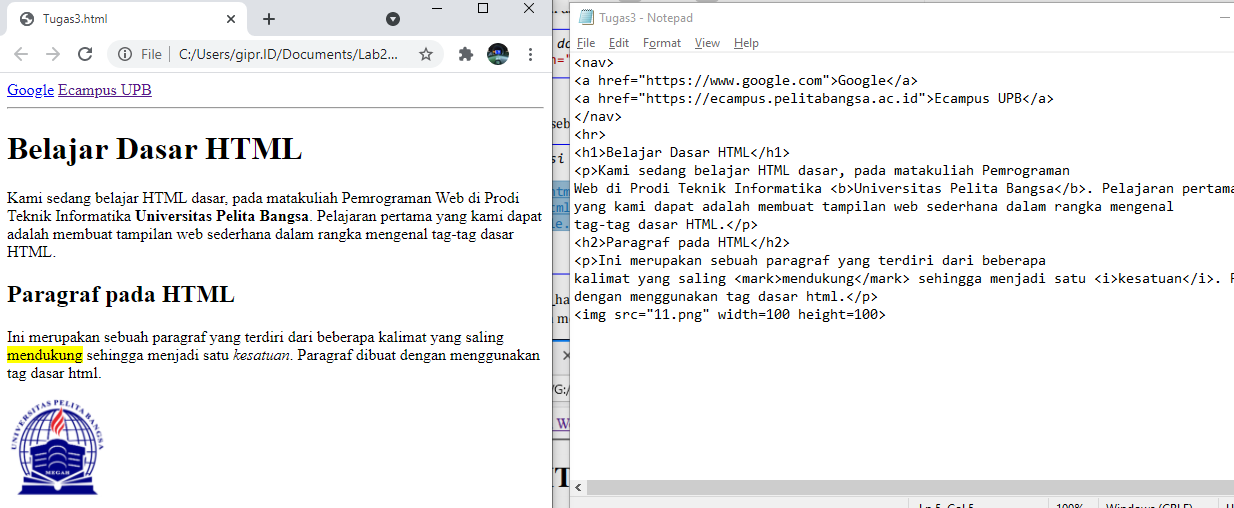 Tugas3.html
File
C:/Users/gipr.ID/Documents/Lab2...
Google Ecampus UPB
Belajar Dasar HTML
Kami sedang belajar HTML dasar, pada matakuliah Pemrograman Web di Prodi
Teknik Informatika Universitas Pelita Bangsa. Pelajaran pertama yang kami dapat
adalah membuat tampilan web sederhana dalam rangka mengenal tag-tag dasar
HTML.
Paragraf pada HTML
Ini merupakan sebuah paragraf yang terdiri dari beberapa kalimat yang saling
mendukung sehingga menjadi satu kesatuan. Paragraf dibuat dengan menggunakan
tag dasar html.
UNIVERSITAS PELITA BANGSA
MEGAH
Tugas3 - Notepad
File Edit Format View Help
<nav>
<a href="https://www.google.com">Google</a>
<a href="https://ecampus.pelitabangsa.ac.id">Ecampus UPB</a>
</nav>
<hr>
<h1>Belajar Dasar HTML</h1>
<p>Kami sedang belajar HTML dasar, pada matakuliah Pemrograman
Web di Prodi Teknik Informatika <b>Universitas Pelita Bangsa</b>. Pelajaran pertama
yang kami dapat adalah membuat tampilan web sederhana dalam rangka mengenal
tag-tag dasar HTML.</p>
<h2>Paragraf pada HTML</h2>
<p>Ini merupakan sebuah paragraf yang terdiri dari beberapa
kalimat yang saling <mark>mendukung</mark> sehingga menjadi satu <i>kesatuan</i>.
dengan menggunakan tag dasar html.</p>
<img src="11.png" width=100 height=100>
100%
Windows (CRLF)